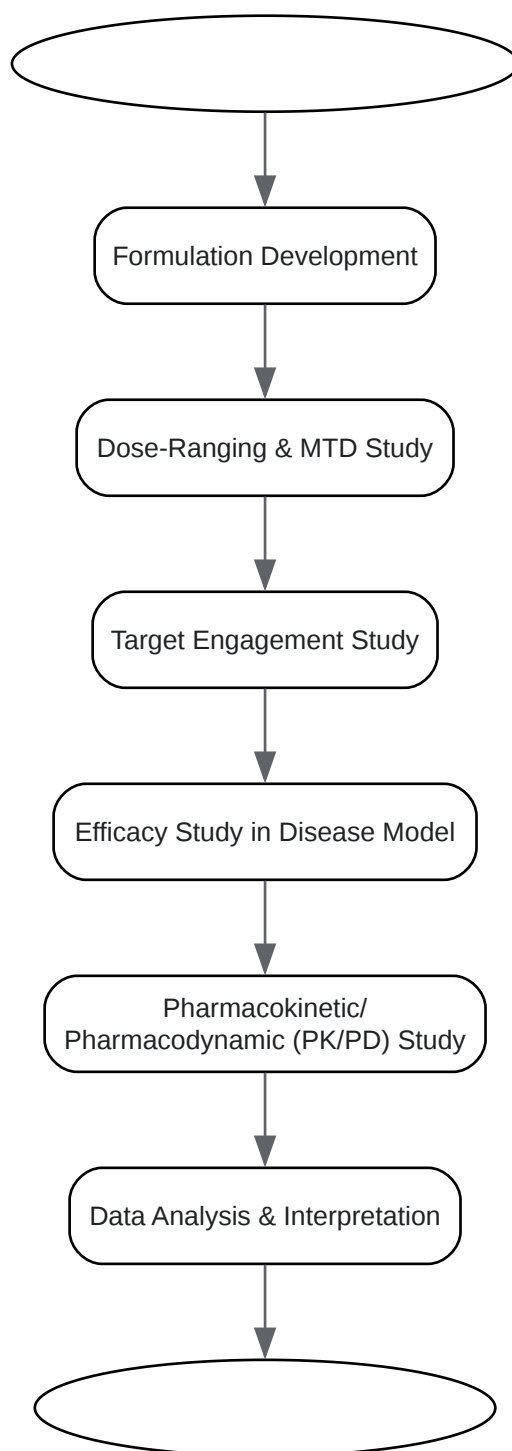 Formulation Development
Dose-Ranging & MTD Study
Target Engagement Study
Efficacy Study in Disease Model
Pharmacokinetic/
Pharmacodynamic (PK/PD) Study
Data Analysis & Interpretation